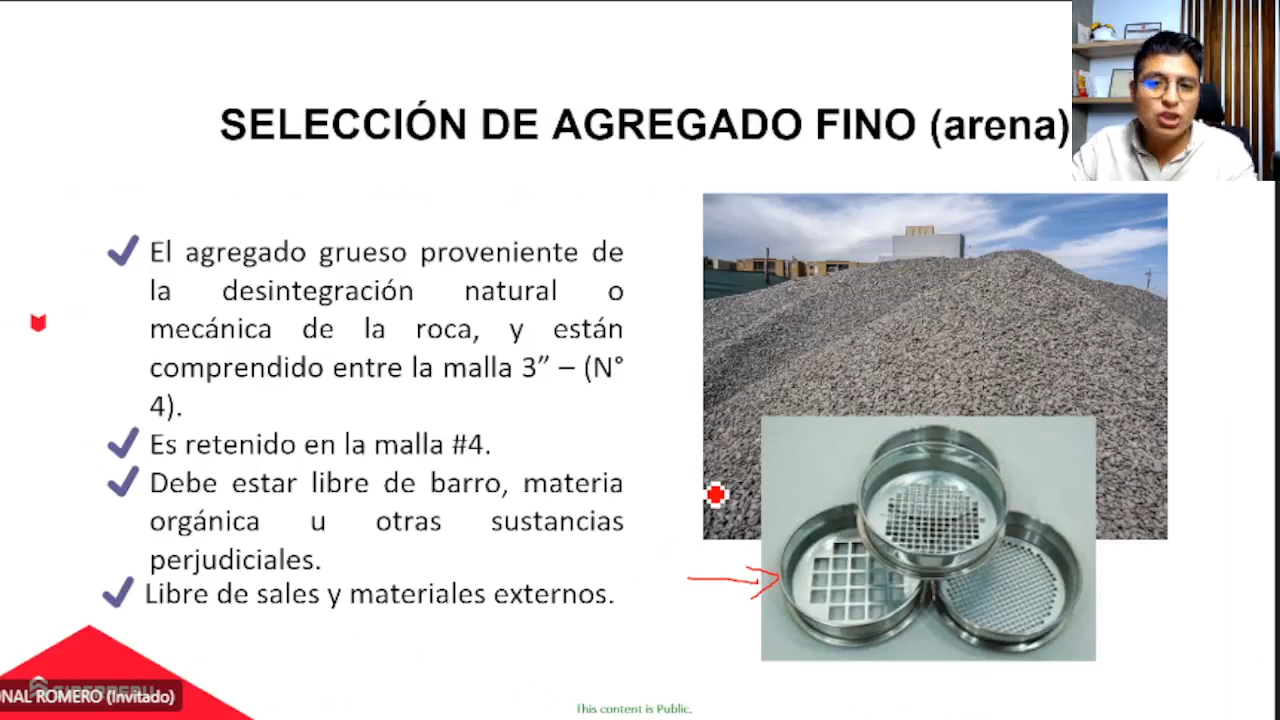 SELECCIÓN DE AGREGADO FINO (arena)
El agregado grueso proveniente de
la desintegración natural o
mecánica de la roca, y están
comprendido entre la malla 3” – (N°
4).
Es retenido en la malla #4.
Debe estar libre de barro, materia
orgánica u otras sustancias
perjudiciales.
Libre de sales y materiales externos.
ONAL ROMERO (Invitado)
This content is Public.